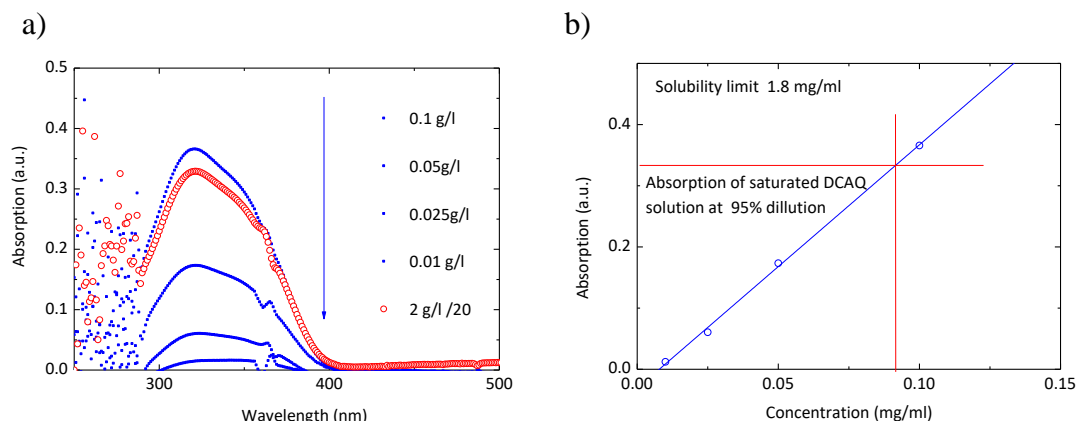 a)
0.5
0.4
0.3
0.2
0.1
0.0
Absorption (a.u.)
300
400
500
Wavelength (nm)
0.1 g/l
0.05g/l
0.025g/l
0.01 g/l
2 g/l /20
b)
0.4
0.2
0.0
Absorption (a.u.)
Solubility limit 1.8 mg/ml
Absorption of saturated DCAQ
solution at 95% dillution
0.00
0.05
0.10
0.15
Concentration (mg/ml)